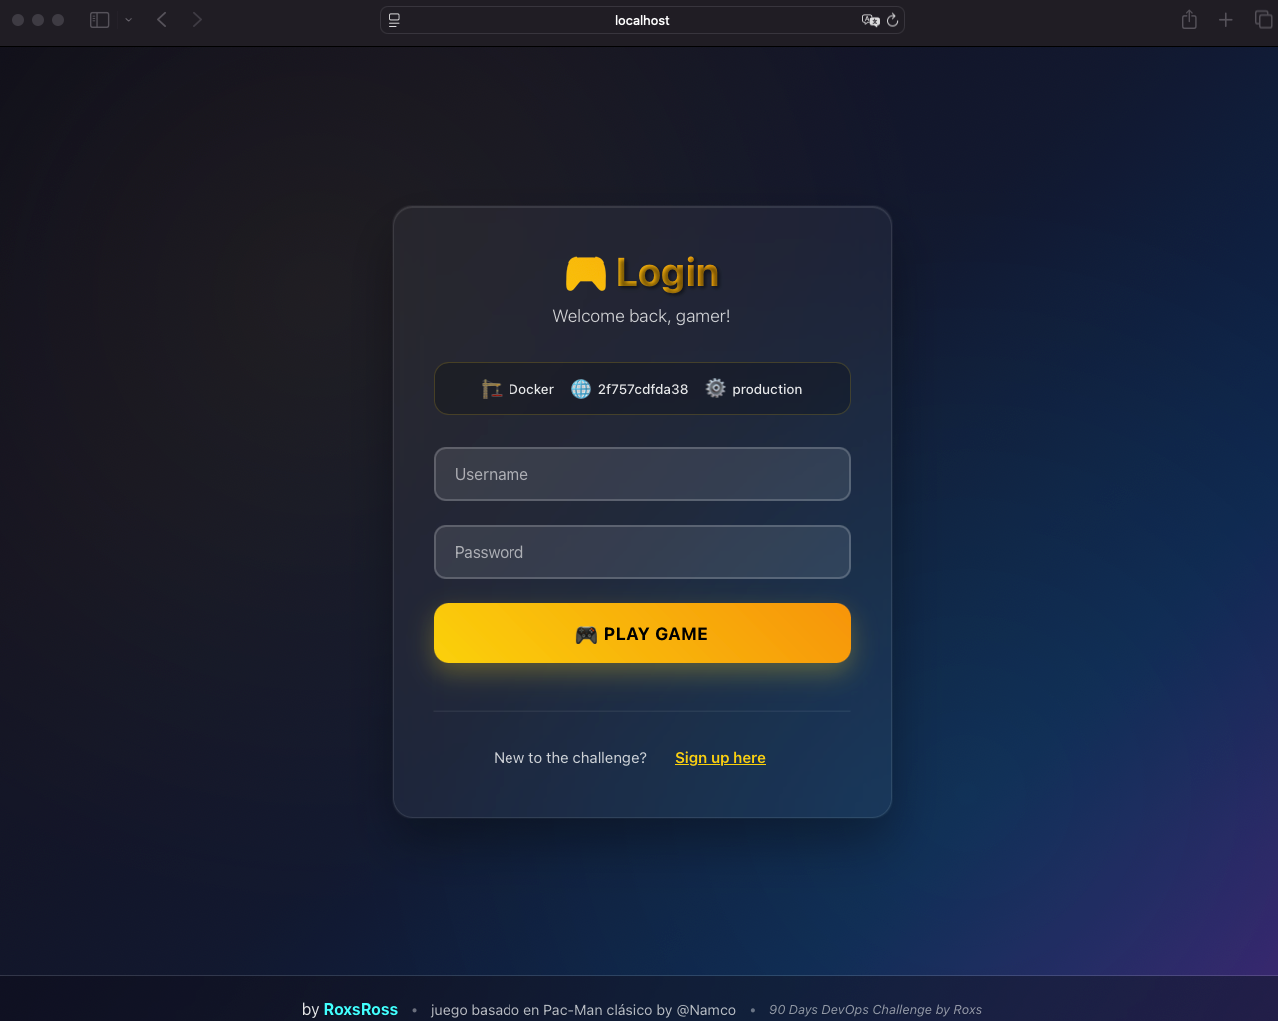 localhost
Login
Welcome back, gamer!
Docker 2f757cdfda38 production
Username
Password
PLAY GAME
New to the challenge? Sign up here
by RoxsRoss • juego basado en Pac-Man clásico by @Namco • 90 Days DevOps Challenge by Roxs